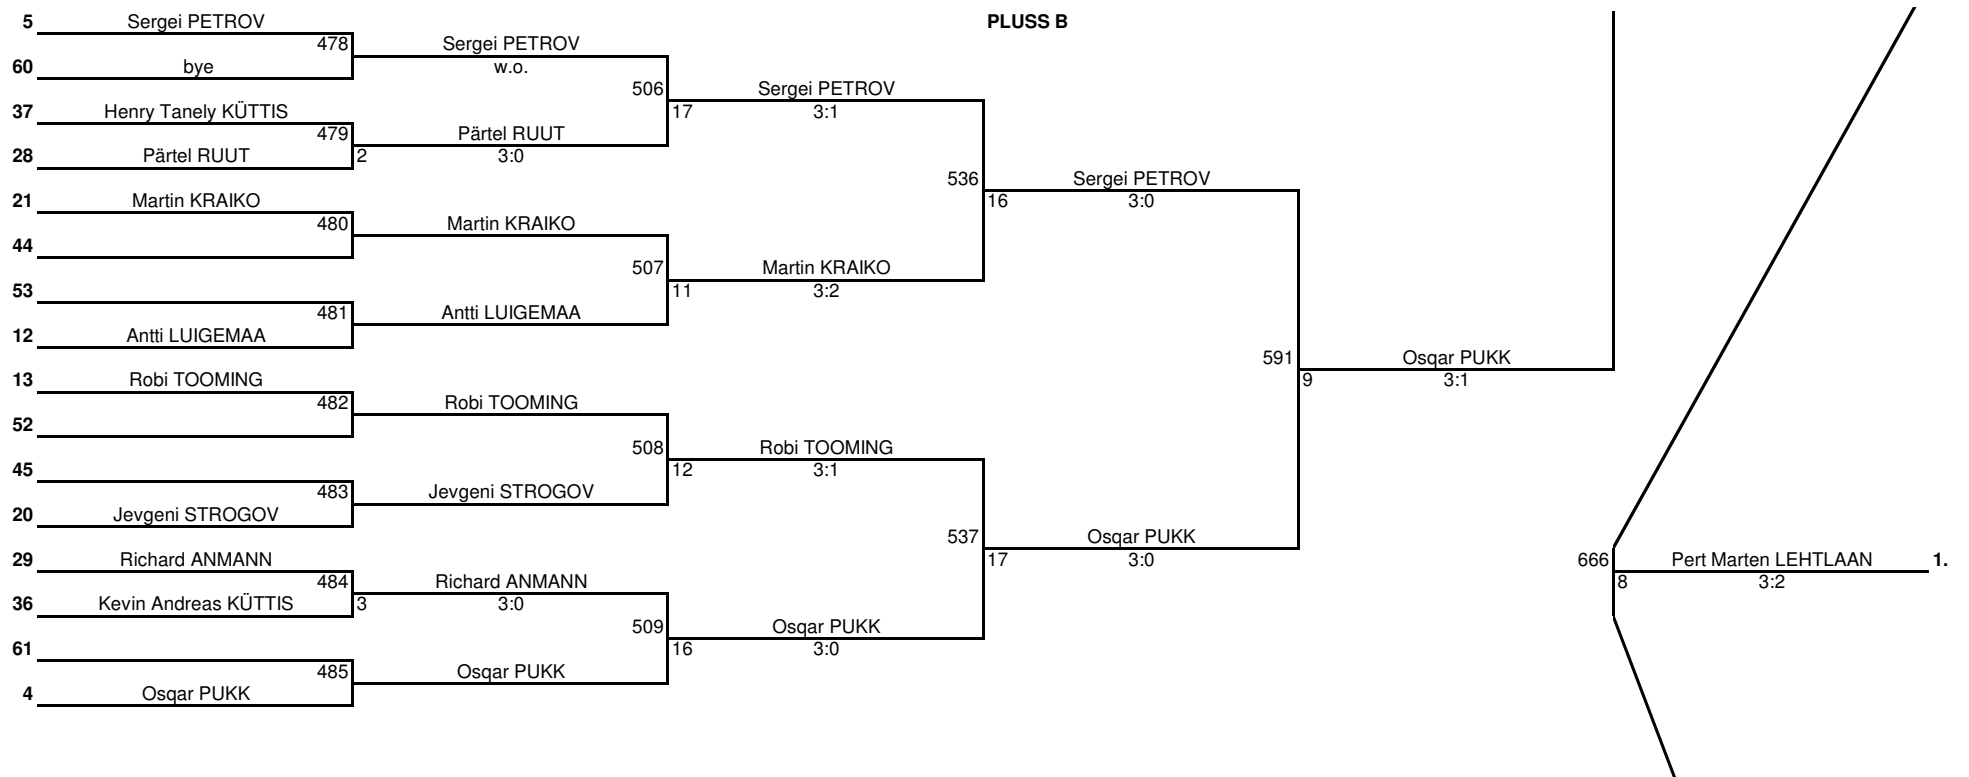 PLUSS B
5 Sergei PETROV
478 Sergei PETROV
60 bye w.o.
506 Sergei PETROV
37 Henry Tanely KÜTTIS 17 3:1
479 Pärtel RUUT
28 Pärtel RUUT 2 3:0
536 Sergei PETROV
21 Martin KRAIKO 16 3:0
480 Martin KRAIKO
44
507 Martin KRAIKO
53 11 3:2
481 Antti LUIGEMAA
12 Antti LUIGEMAA
591 Osqar PUKK
13 Robi TOOMING 9 3:1
482 Robi TOOMING
52
508 Robi TOOMING
45 12 3:1
483 Jevgeni STROGOV
20 Jevgeni STROGOV
537 Osqar PUKK
29 Richard ANMANN 17 3:0
666 Pert Marten LEHTLAAN 1.
8 3:2
484 Richard ANMANN
36 Kevin Andreas KÜTTIS 3 3:0
509 Osqar PUKK
61 16 3:0
485 Osqar PUKK
4 Osqar PUKK